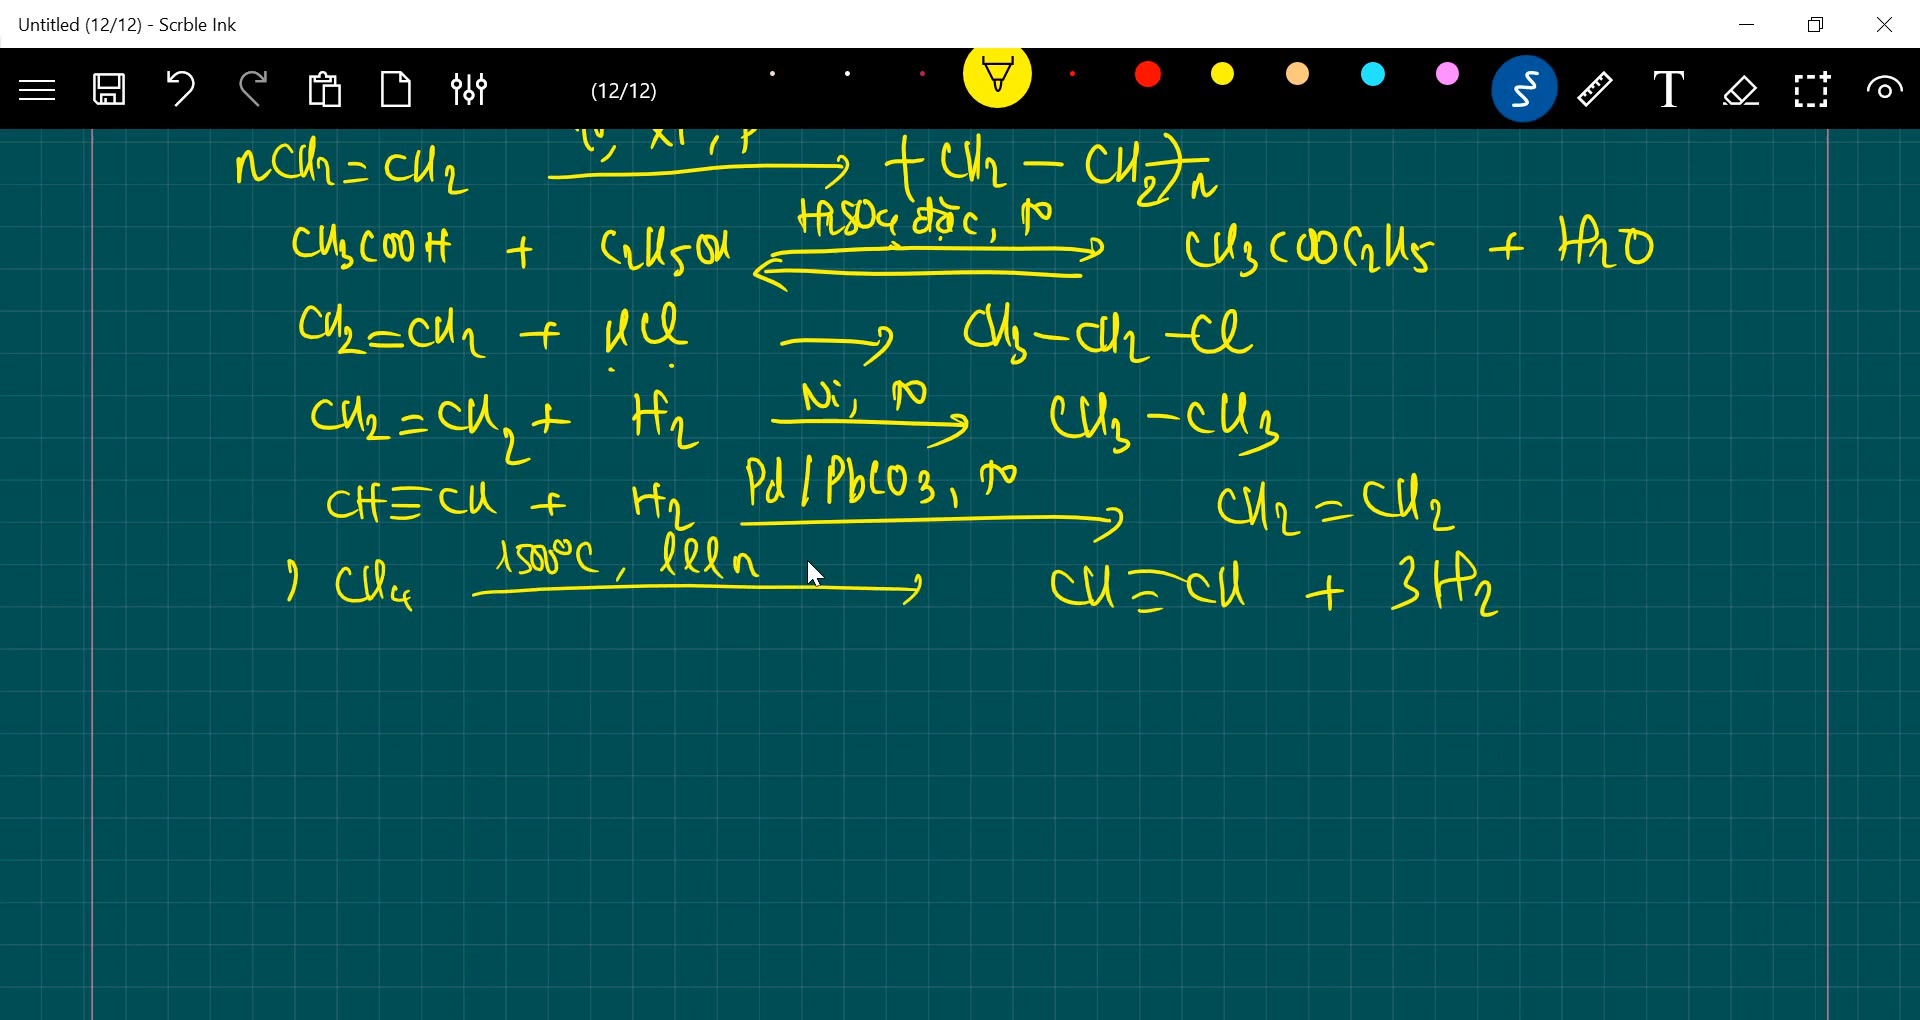 Untitled (12/12) - Scrble Ink
(12/12)
T
nCH2=CH2 t°, xt, p (CH2 - CH2)n
CH3COOH + C2H5OH H2SO4 đặc, t° CH3COOC2H5 + H2O
CH2=CH2 + HCl → CH3-CH2-Cl
CH2=CH2 + H2 Ni, t° → CH3-CH3
CH≡CH + H2 Pd/PbCO3, t° → CH2=CH2
CH4 1500°C, llln → CH≡CH + 3H2